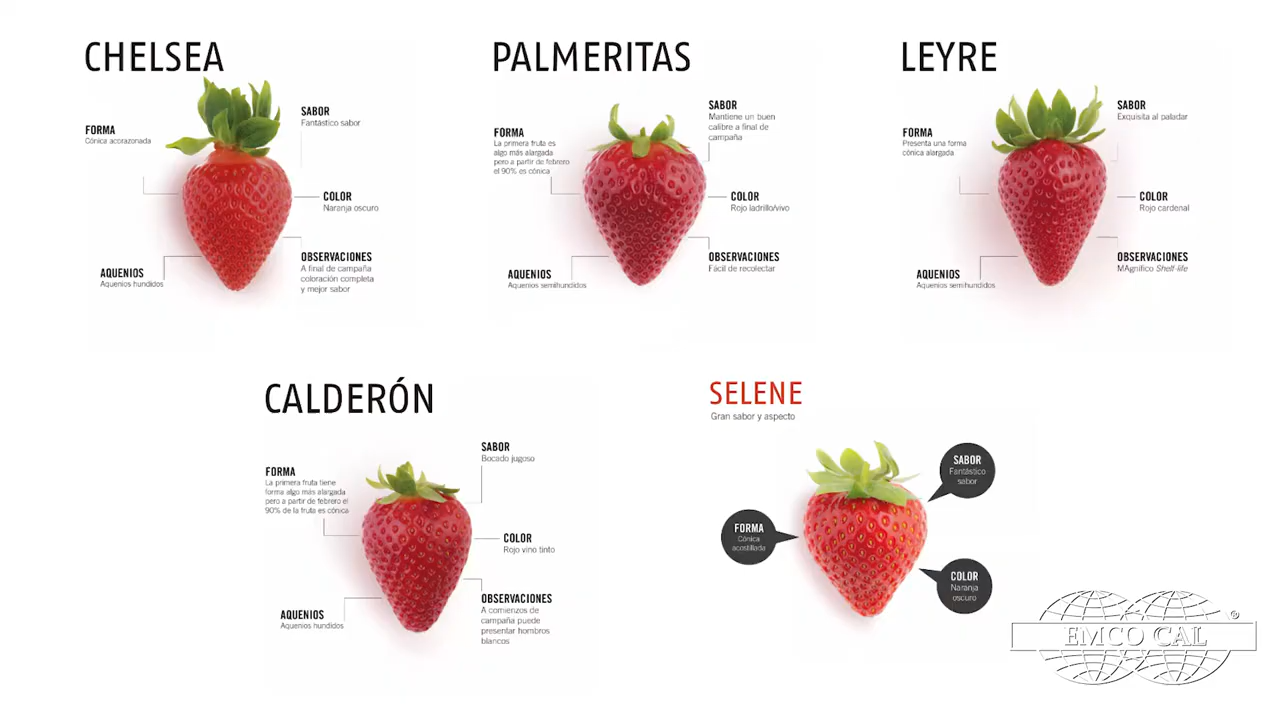 CHELSEA
SABOR
Fantástico sabor
FORMA
Cónica acorazonada
COLOR
Naranja oscuro
OBSERVACIONES
A final de campaña
coloración completa
y mejor sabor
AQUENIOS
Aquenios hundidos
PALMERITAS
SABOR
Mantiene un buen
calibre a final de
campaña
FORMA
La primera fruta es
algo más alargada
pero a partir de febrero
el 90% es cónica
COLOR
Rojo ladrillo/vivo
OBSERVACIONES
Fácil de recolectar
AQUENIOS
Aquenios semihundidos
LEYRE
SABOR
Exquisita al paladar
FORMA
Presenta una forma
cónica alargada
COLOR
Rojo cardenal
OBSERVACIONES
MAgnífico Shelf-life
AQUENIOS
Aquenios semihundidos
CALDERÓN
SABOR
Bocado jugoso
FORMA
La primera fruta tiene
forma algo más alargada
pero a partir de febrero el
90% de la fruta es cónica
COLOR
Rojo vino tinto
OBSERVACIONES
A comienzos de
campaña puede
presentar hombros
blancos
AQUENIOS
Aquenios hundidos
SELENE
Gran sabor y aspecto
SABOR
Fantástico
sabor
FORMA
Cónica
acostillada
COLOR
Naranja
oscuro
EMCO CAL
®